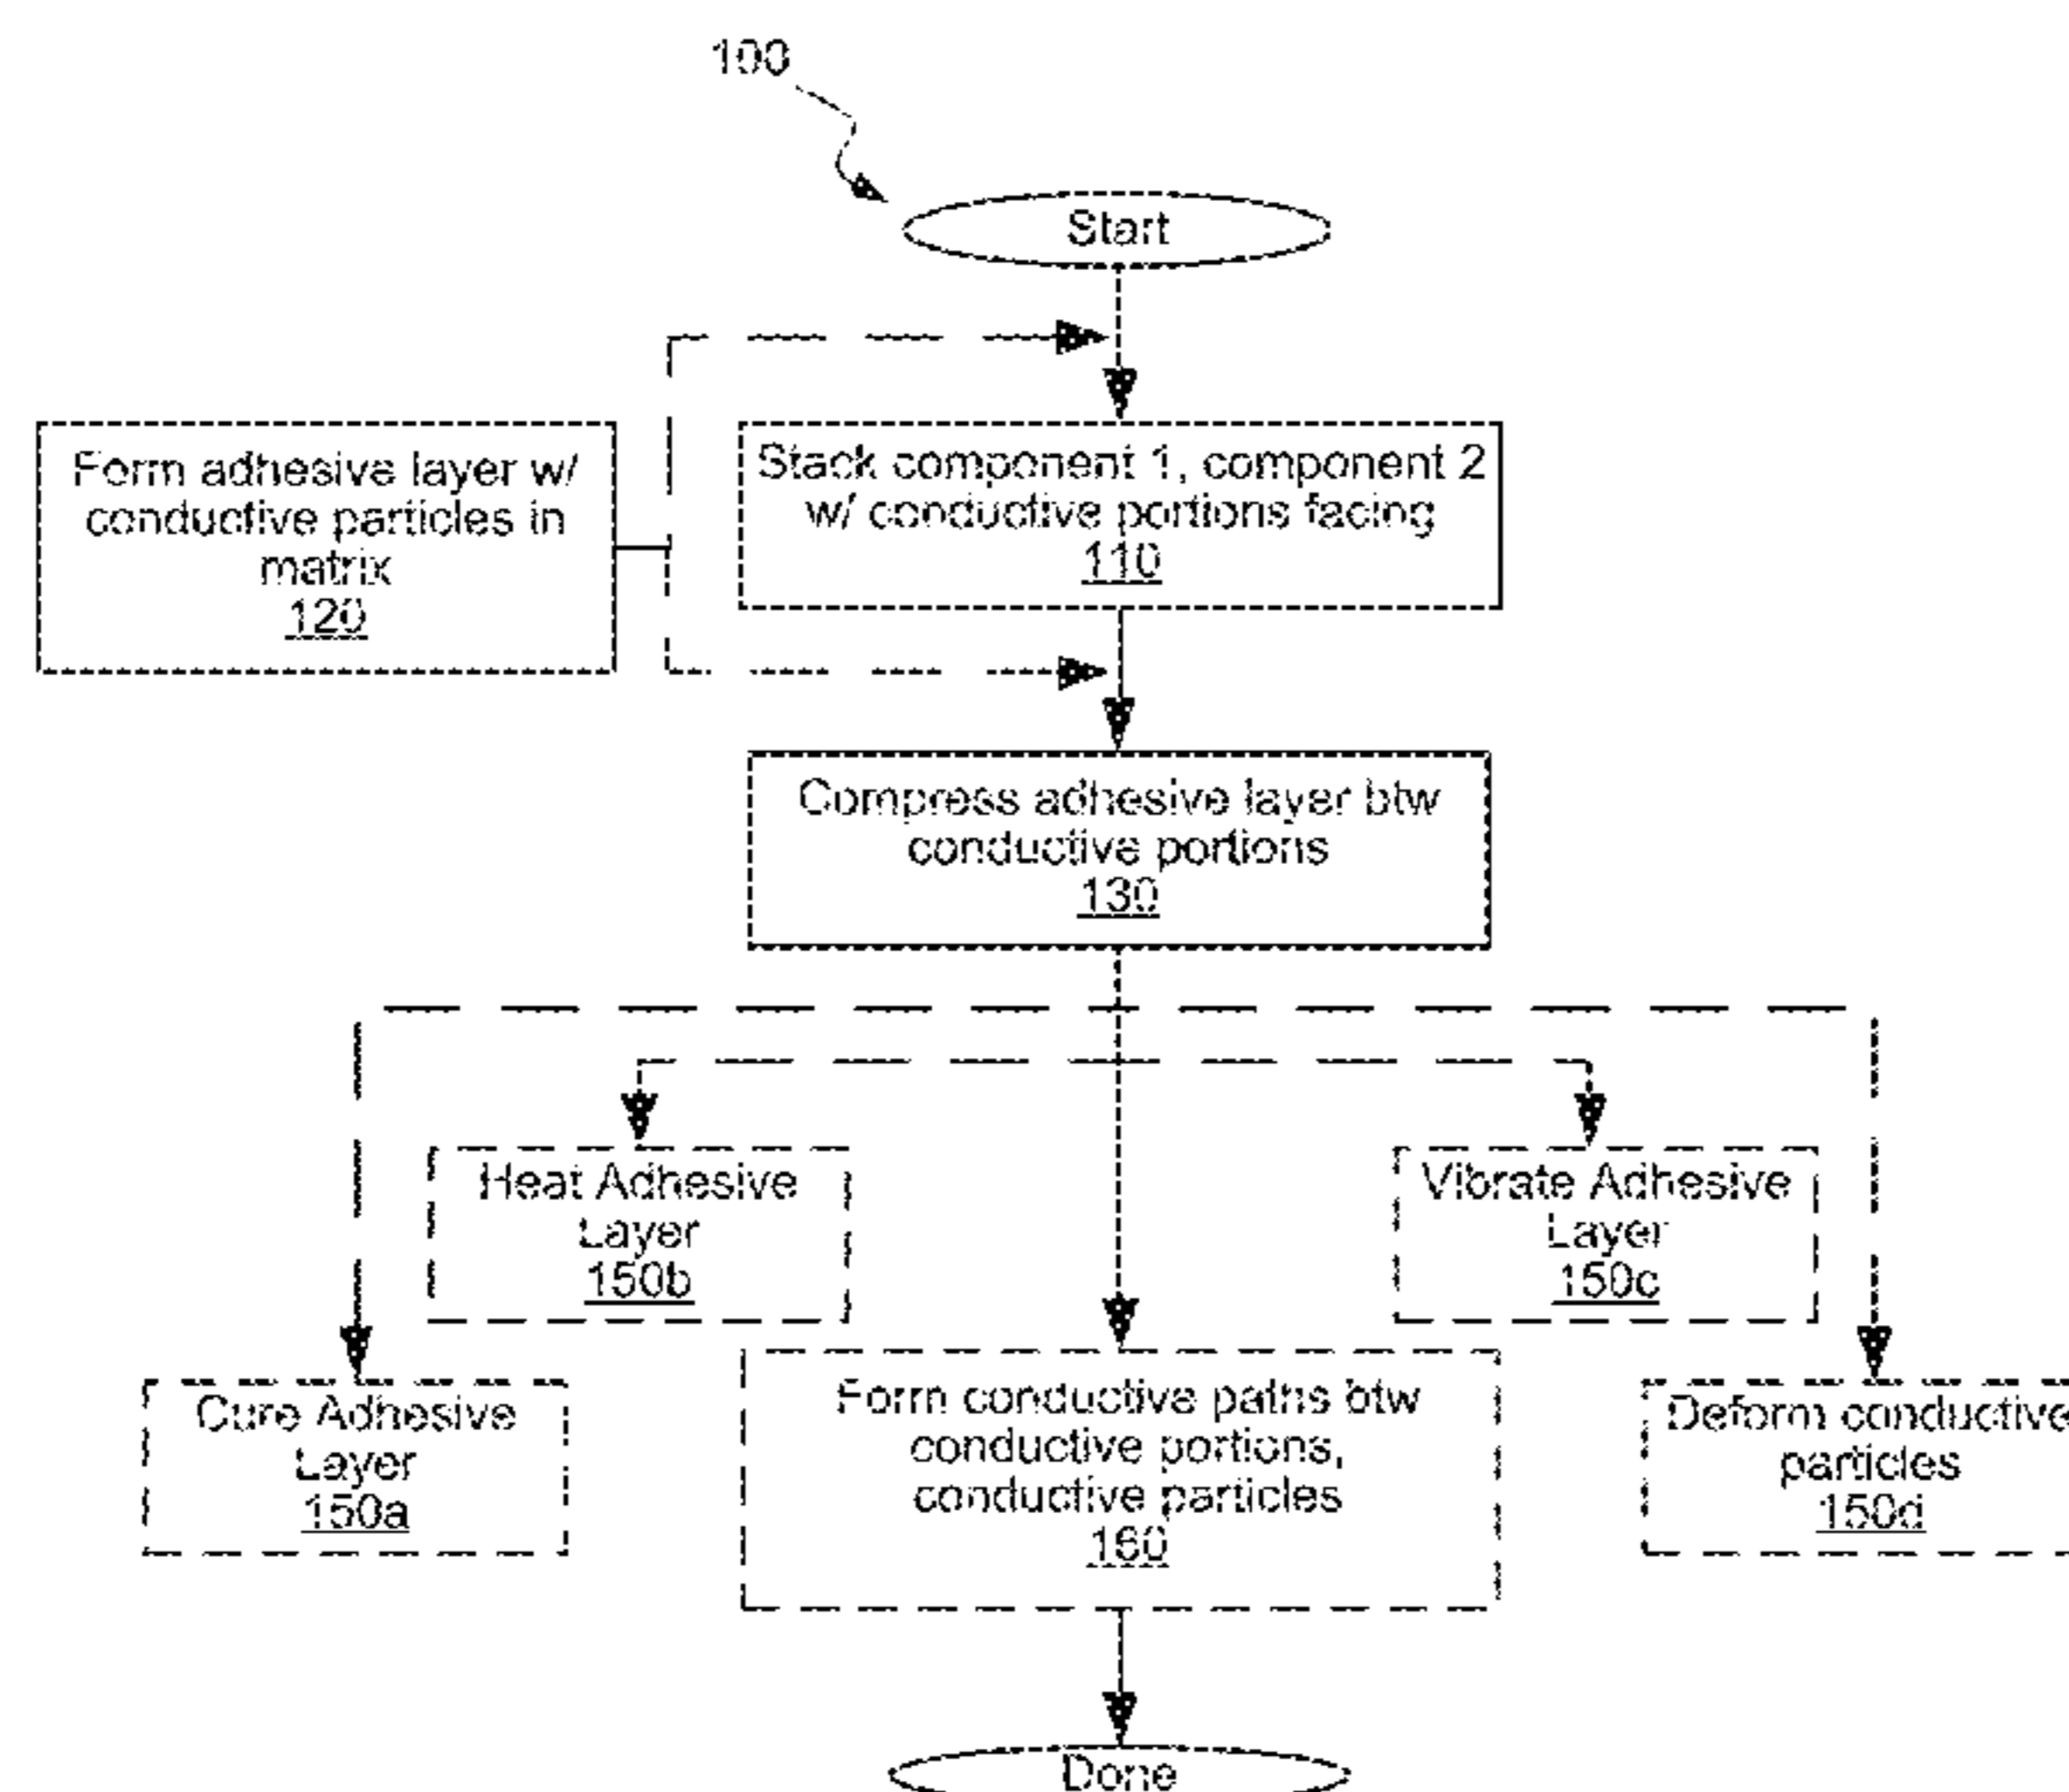 100
Start
Form adhesive layer w/
conductive particles in
matrix
120
Stack component 1, component 2
w/ conductive portions facing
110
Compress adhesive layer btw
conductive portions
130
Heat Adhesive
Layer
150b
Vibrate Adhesive
Layer
150c
Cure Adhesive
Layer
150a
Form conductive paths btw
conductive portions,
conductive particles
160
Deform conductive
particles
150d
Done